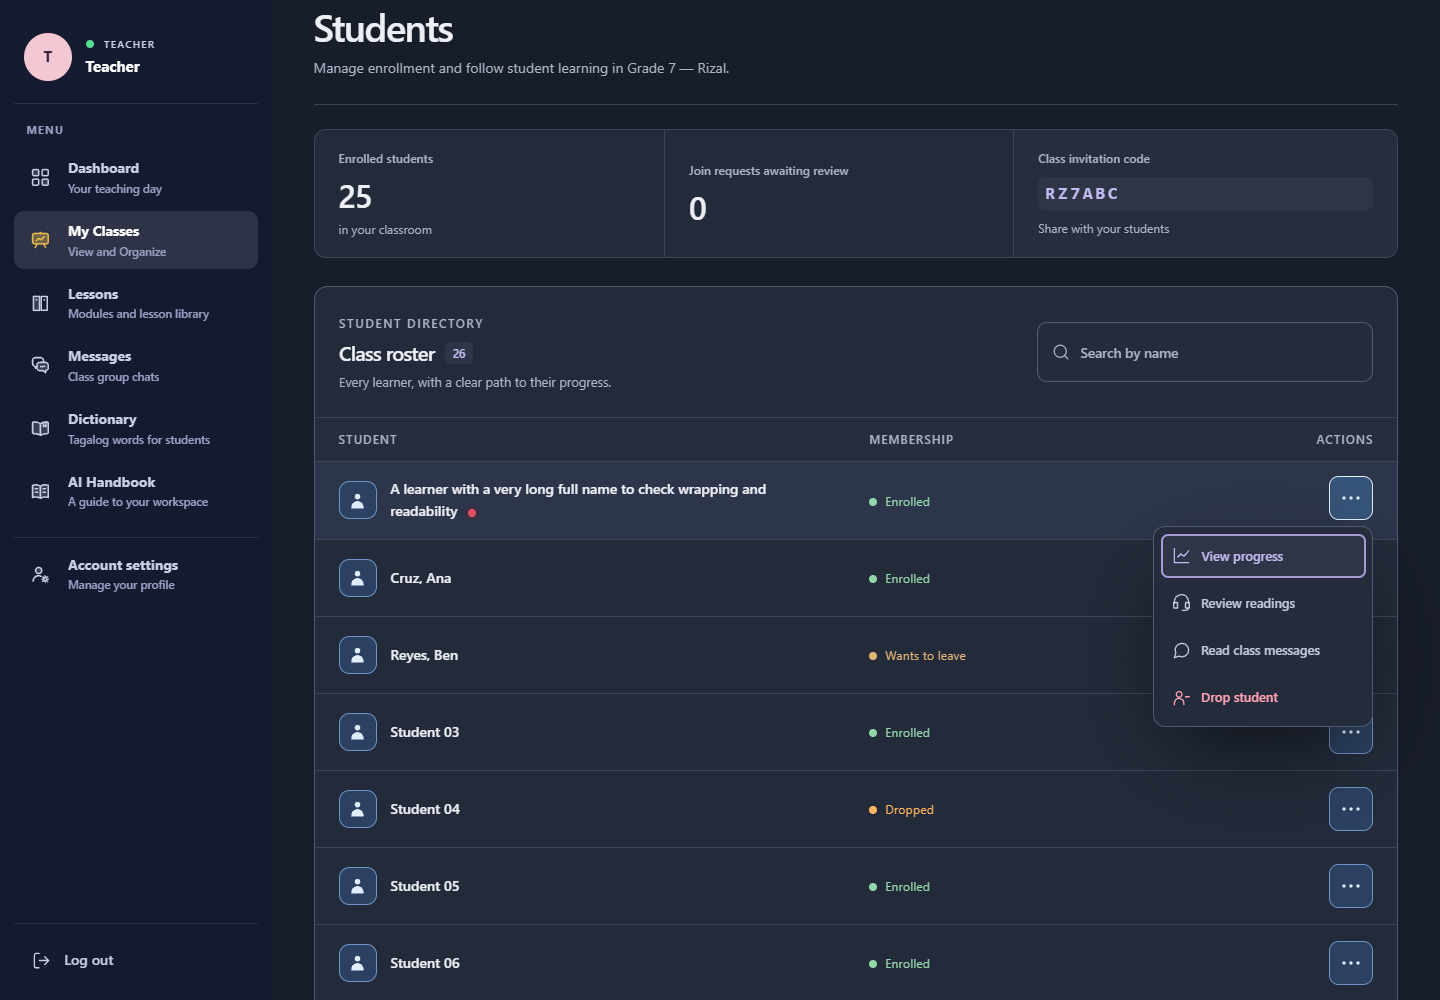 T
TEACHER
Teacher
MENU
Dashboard
Your teaching day
My Classes
View and Organize
Lessons
Modules and lesson library
Messages
Class group chats
Dictionary
Tagalog words for students
AI Handbook
A guide to your workspace
Account settings
Manage your profile
Log out
Students
Manage enrollment and follow student learning in Grade 7 — Rizal.
Enrolled students
25
in your classroom
Join requests awaiting review
0
Class invitation code
RZ7ABC
Share with your students
STUDENT DIRECTORY
Class roster 26
Every learner, with a clear path to their progress.
Search by name
STUDENT MEMBERSHIP ACTIONS
A learner with a very long full name to check wrapping and
readability
Enrolled
Cruz, Ana Enrolled
Reyes, Ben Wants to leave
Student 03 Enrolled
Student 04 Dropped
Student 05 Enrolled
Student 06 Enrolled
View progress
Review readings
Read class messages
Drop student